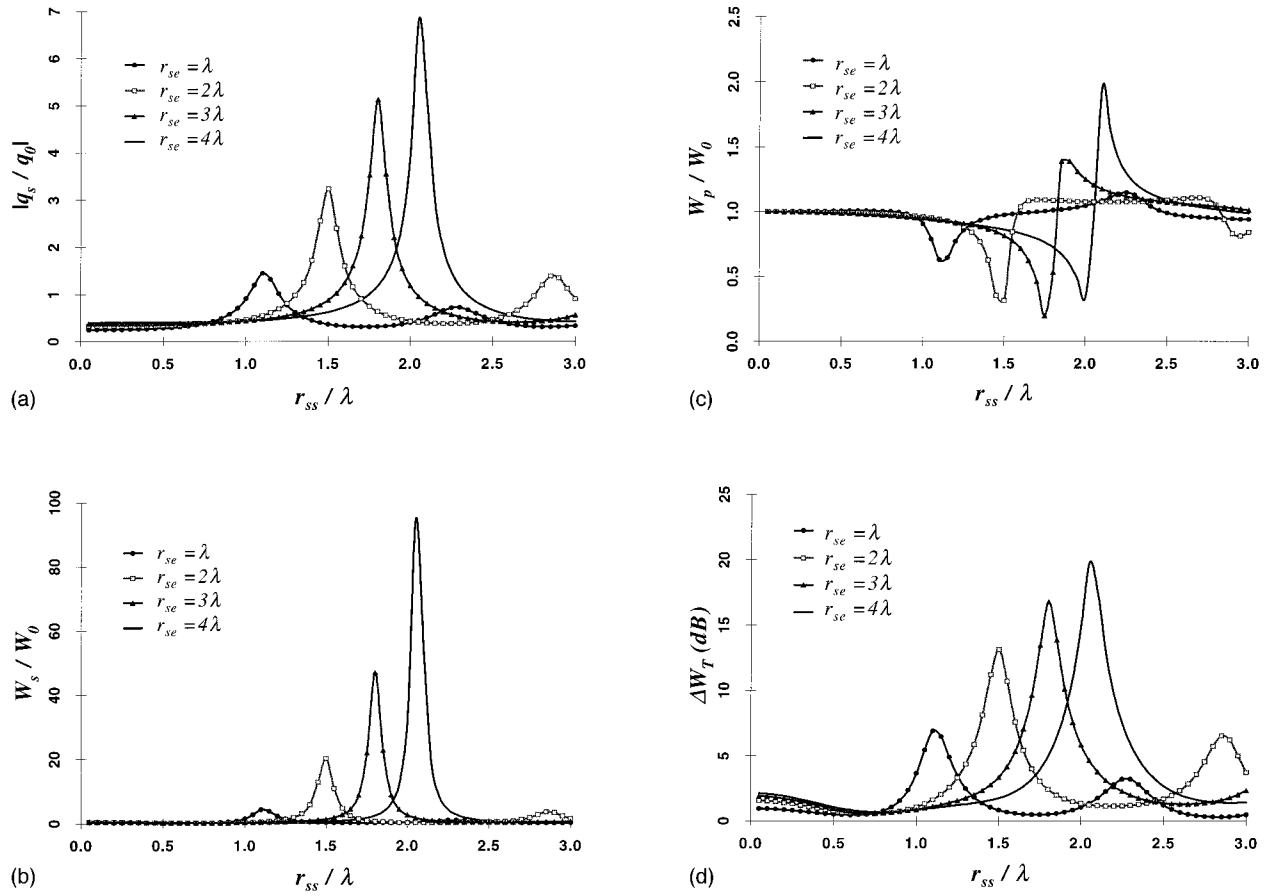 7
6
5
4
3
2
1
0
|q_s / q_0|
r_se = λ
r_se = 2λ
r_se = 3λ
r_se = 4λ
0.0 0.5 1.0 1.5 2.0 2.5 3.0
r_ss / λ
(a)
2.5
2.0
1.5
1.0
0.5
0.0
W_p / W_0
r_se = λ
r_se = 2λ
r_se = 3λ
r_se = 4λ
0.0 0.5 1.0 1.5 2.0 2.5 3.0
r_ss / λ
(c)
100
80
60
40
20
0
W_s / W_0
r_se = λ
r_se = 2λ
r_se = 3λ
r_se = 4λ
0.0 0.5 1.0 1.5 2.0 2.5 3.0
r_ss / λ
(b)
25
20
15
10
5
0
ΔW_T (dB)
r_se = λ
r_se = 2λ
r_se = 3λ
r_se = 4λ
0.0 0.5 1.0 1.5 2.0 2.5 3.0
r_ss / λ
(d)